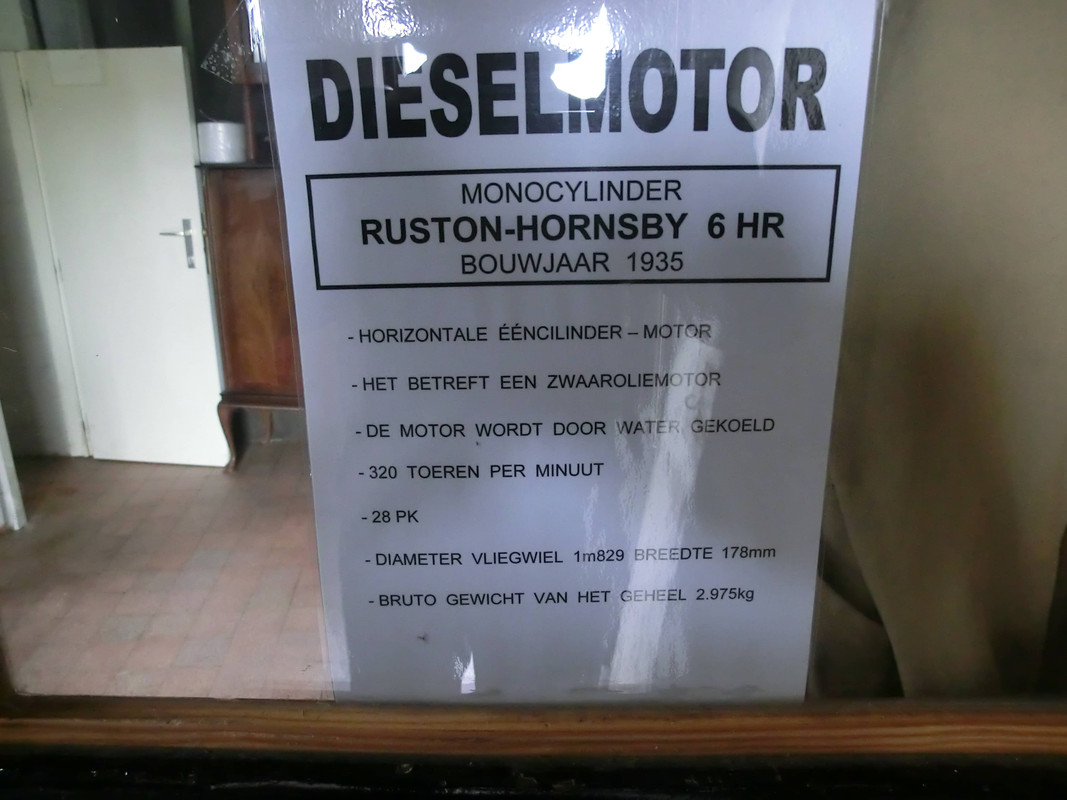 DIESELMOTOR
MONOCYLINDER
RUSTON-HORNSBY 6 HR
BOUWJAAR 1935
- HORIZONTALE ÉÉNCILINDER – MOTOR
- HET BETREFT EEN ZWAAROLIEMOTOR
- DE MOTOR WORDT DOOR WATER GEKOELD
- 320 TOEREN PER MINUUT
- 28 PK
- DIAMETER VLIEGWIEL 1m829 BREEDTE 178mm
- BRUTO GEWICHT VAN HET GEHEEL 2.975kg